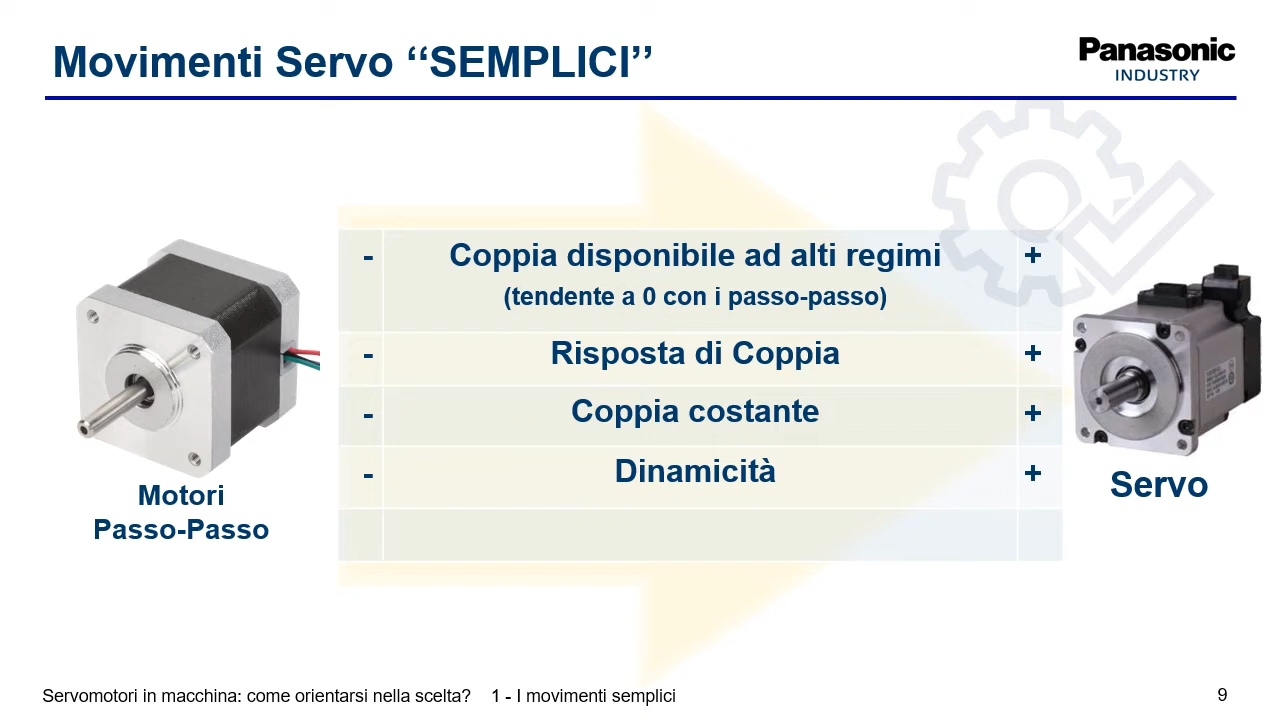 Movimenti Servo ‘‘SEMPLICI’’
Panasonic
INDUSTRY
- Coppia disponibile ad alti regimi +
(tendente a 0 con i passo-passo)
- Risposta di Coppia +
- Coppia costante +
- Dinamicità +
Motori
Passo-Passo
Servo
Servomotori in macchina: come orientarsi nella scelta? 1 - I movimenti semplici
9